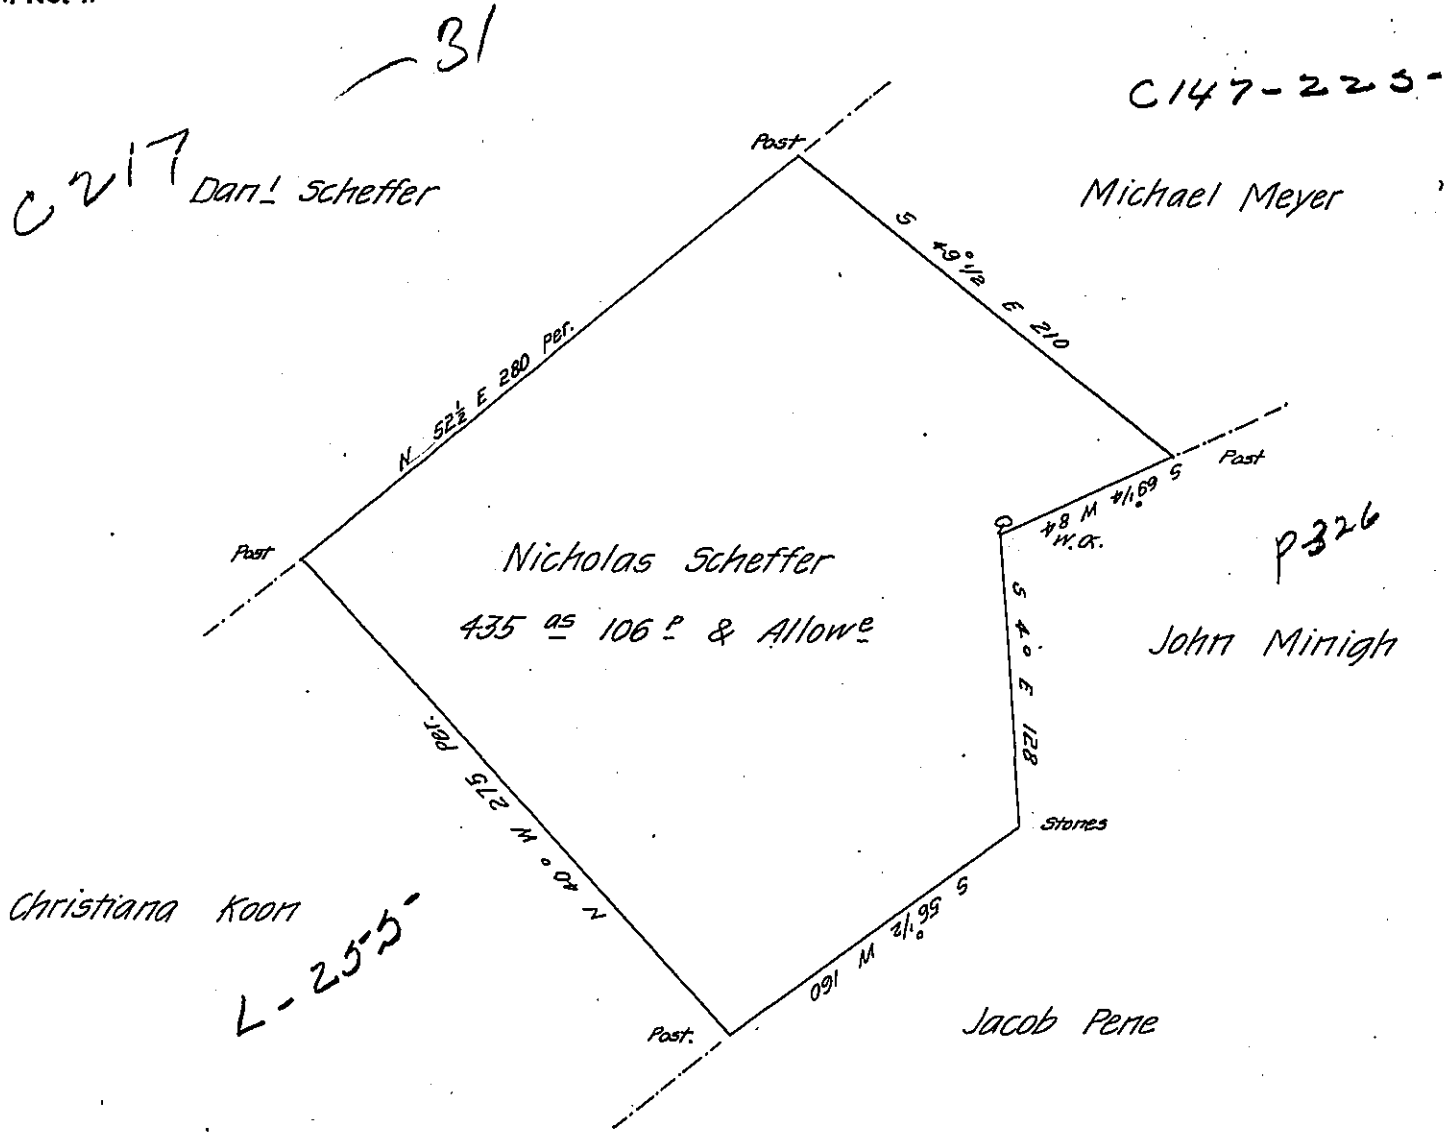 31
C147-225-
C217
Danl Scheffer
Post
Michael Meyer
S 49°1/2 E 210
N 52½ E 280 Per.
Post
S 69°1/4 W 84
W.O.
Post
Nicholas Scheffer
435 as 106 P & Allowe
P326
John Minigh
S 4° E 128
N 40° W 275 Per.
Stones
S 56°1/2 W 160
Christiana Koon
L-255-
Post.
Jacob Pene